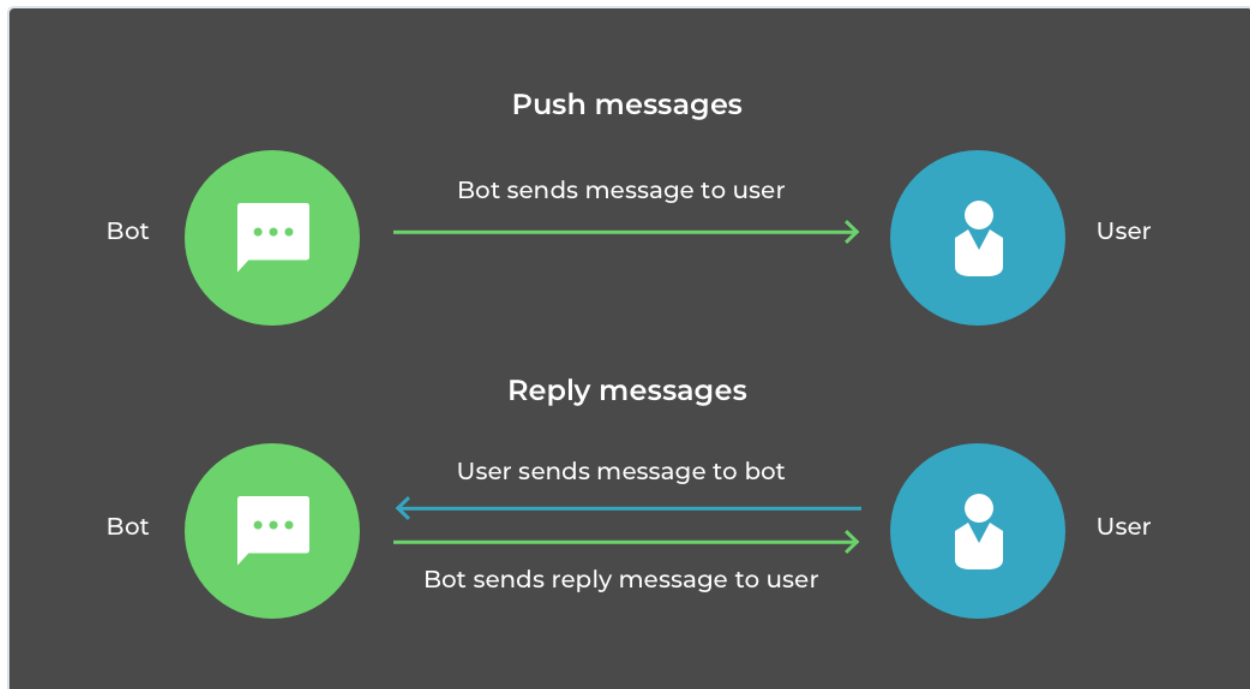 Push messages
Bot sends message to user
Bot
User
Reply messages
User sends message to bot
Bot
User
Bot sends reply message to user